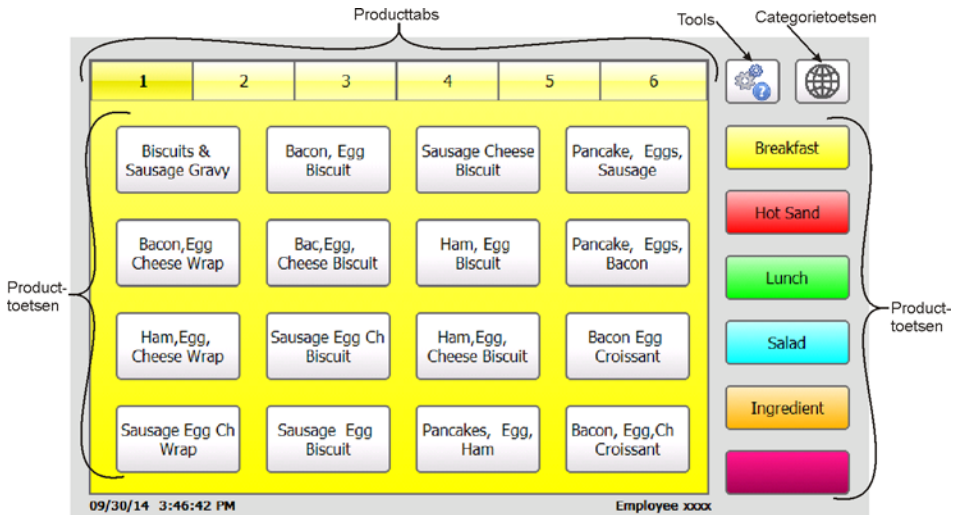 Producttabs
Tools
Categorietoetsen
1 2 3 4 5 6
Biscuits &
Sausage Gravy
Bacon, Egg
Biscuit
Sausage Cheese
Biscuit
Pancake, Eggs,
Sausage
Breakfast
Bacon,Egg
Cheese Wrap
Bac,Egg,
Cheese Biscuit
Ham, Egg
Biscuit
Pancake, Eggs,
Bacon
Hot Sand
Product-
toetsen
Lunch
Product-
toetsen
Ham,Egg,
Cheese Wrap
Sausage Egg Ch
Biscuit
Ham,Egg,
Cheese Biscuit
Bacon Egg
Croissant
Salad
Sausage Egg Ch
Wrap
Sausage Egg
Biscuit
Pancakes, Egg,
Ham
Bacon, Egg,Ch
Croissant
Ingredient
09/30/14 3:46:42 PM
Employee xxxx